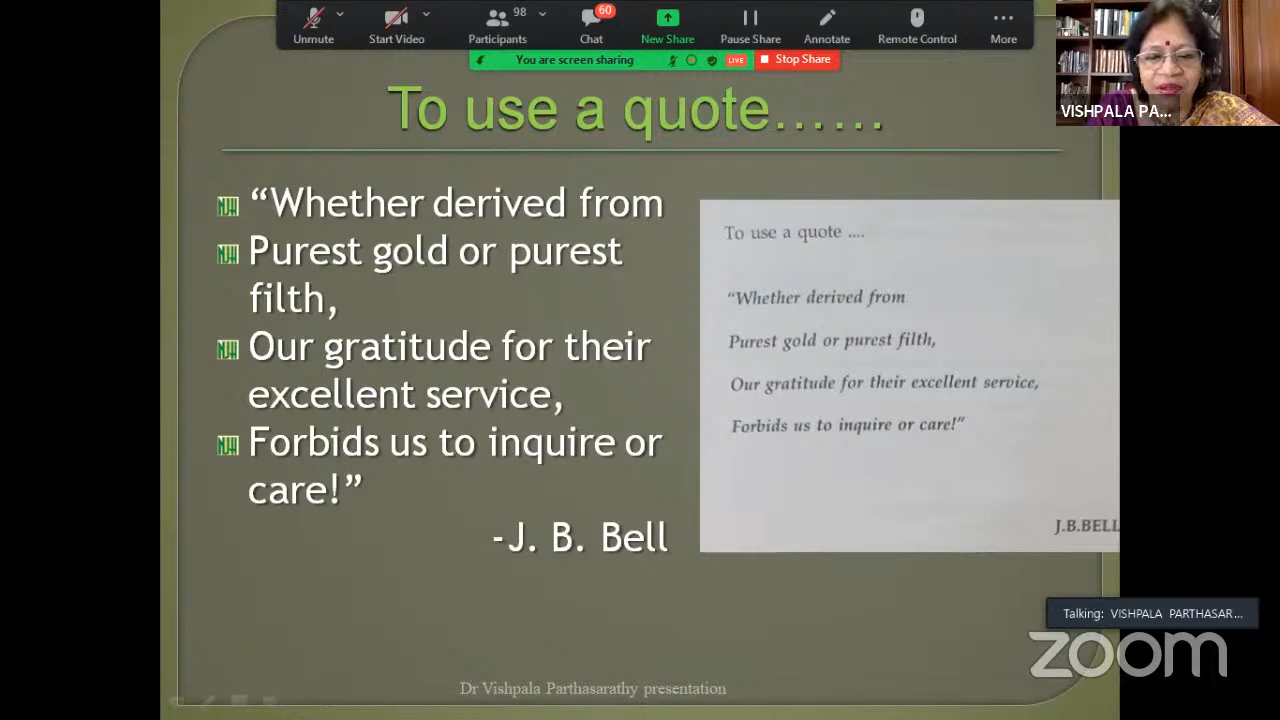 Unmute
Start Video
98
Participants
60
Chat
New Share
Pause Share
Annotate
Remote Control
More
You are screen sharing
LIVE
Stop Share
VISHPALA PA...
To use a quote......
“Whether derived from
Purest gold or purest
filth,
Our gratitude for their
excellent service,
Forbids us to inquire or
care!”
-J. B. Bell
To use a quote ....
“Whether derived from
Purest gold or purest filth,
Our gratitude for their excellent service,
Forbids us to inquire or care!”
J.B.BELL
Talking: VISHPALA PARTHASAR...
zoom
Dr Vishpala Parthasarathy presentation